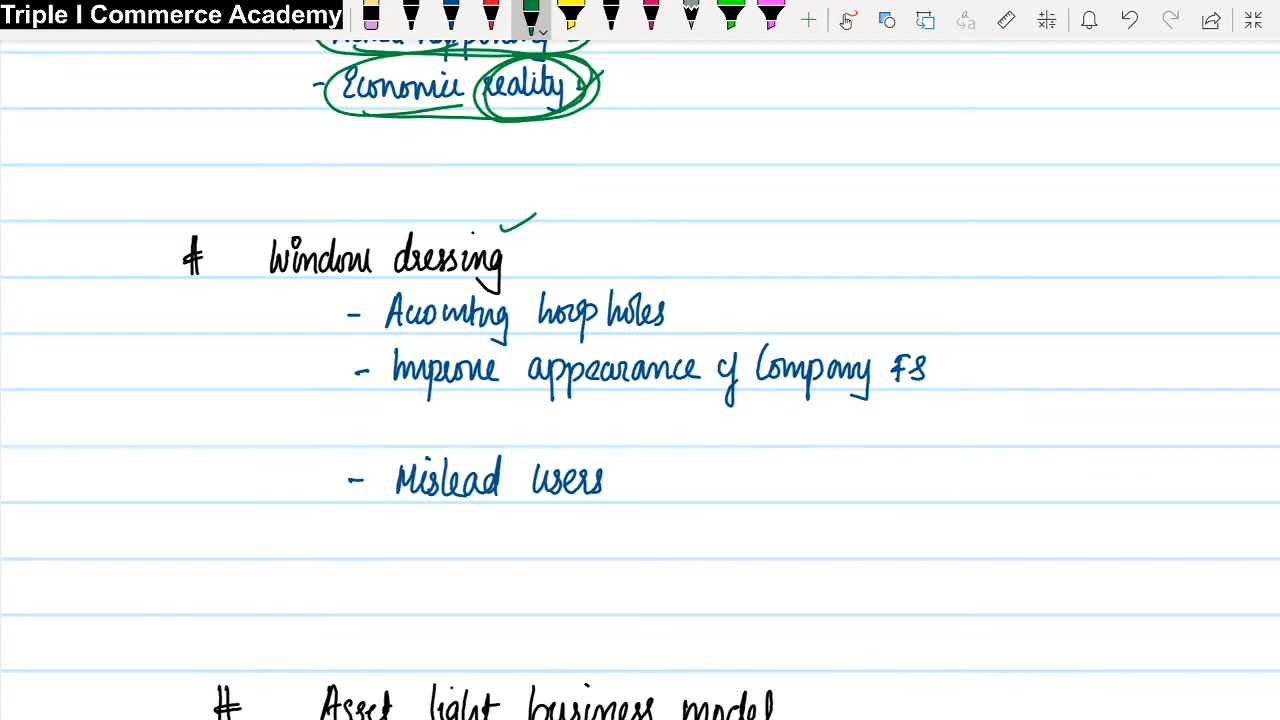 Triple I Commerce Academy
- Economic reality
# Window dressing
- Accounting loop holes
- Improve appearance of Company FS
- Mislead users
# Asset light business model